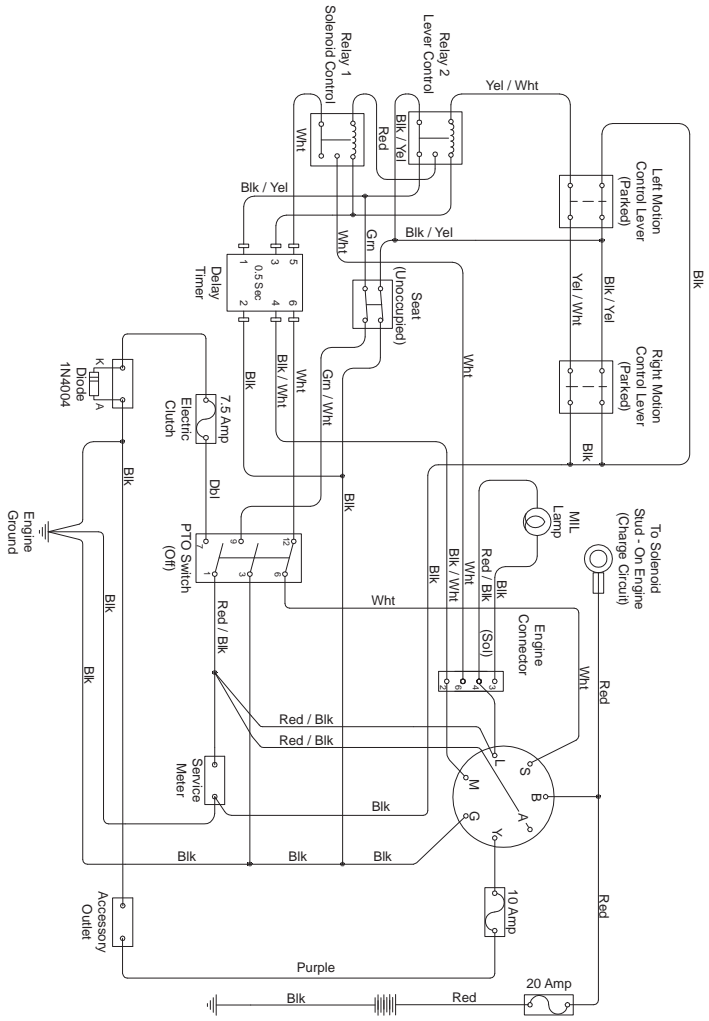 Relay 1
Solenoid Control
Relay 2
Lever Control
Yel / Wht
Left Motion
Control Lever
(Parked)
Blk
Wht
Red
Blk / Yel
Blk / Yel
Wht
Grn
Blk / Yel
Yel / Wht
Blk / Yel
Right Motion
Control Lever
(Parked)
Blk
1
3
5
0.5 Sec
2
4
6
Delay
Timer
Seat
(Unoccupied)
Wht
K
A
Diode
1N4004
7.5 Amp
Electric
Clutch
Blk
Blk / Wht
Wht
Grn / Wht
Blk
Dbl
Blk
Engine
Ground
7
9
12
1
3
6
PTO Switch
(Off)
Red / Blk
Wht
Blk
Blk / Wht
Wht
Red / Blk
(Sol)
Blk
MIL
Lamp
To Solenoid
Stud - On Engine
(Charge Circuit)
Engine
Connector
2
6
4
3
Wht
Red
Blk
Blk
Red / Blk
Red / Blk
Service
Meter
Blk
L
S
B
A
M
G
Y
Blk
Blk
Blk
Accessory
Outlet
10 Amp
Red
Purple
20 Amp
Red
Blk